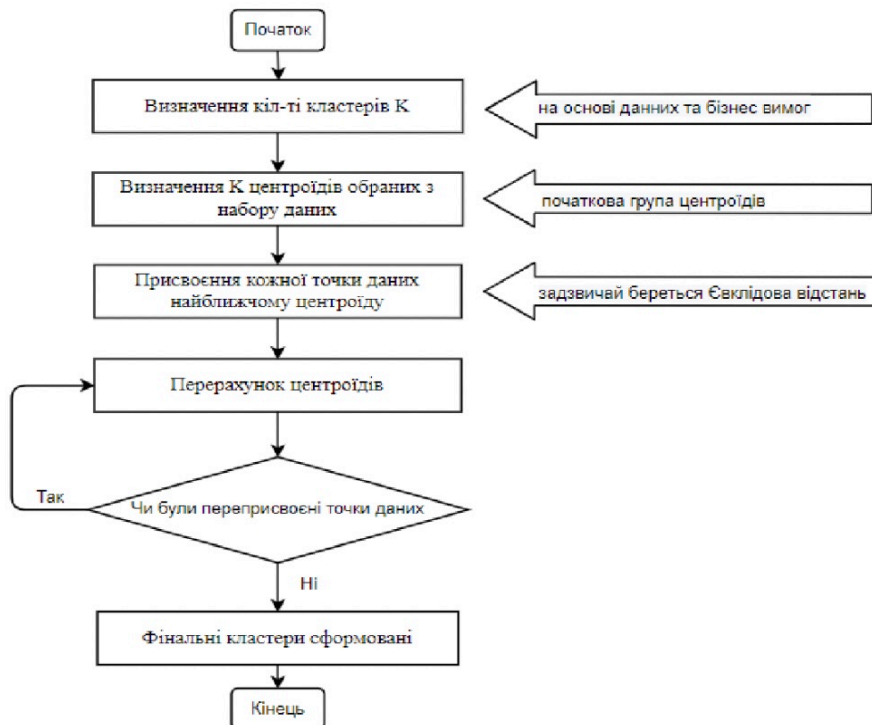 Початок
Визначення кіл-ті кластерів K
на основі данних та бізнес вимог
Визначення K центроїдів обраних з
набору даних
початкова група центроїдів
Присвоєння кожної точки даних
найближчому центроїду
задзвичай береться Євклідова відстань
Перерахунок центроїдів
Так
Чи були переприсвоєні точки даних
Ні
Фінальні кластери сформовані
Кінець